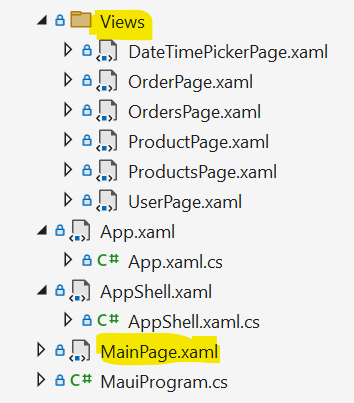 Views
DateTimePickerPage.xaml
OrderPage.xaml
OrdersPage.xaml
ProductPage.xaml
ProductsPage.xaml
UserPage.xaml
App.xaml
C# App.xaml.cs
AppShell.xaml
C# AppShell.xaml.cs
MainPage.xaml
C# MauiProgram.cs